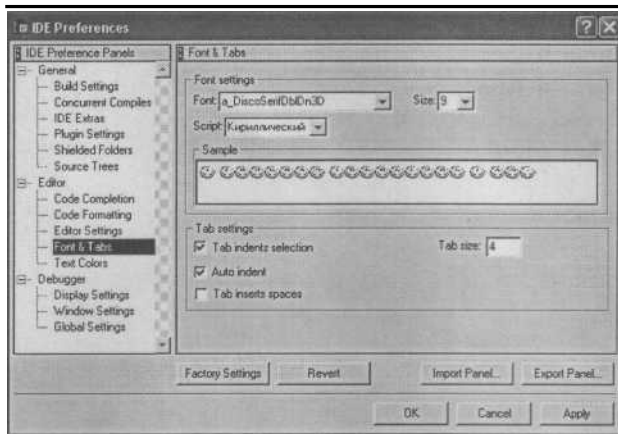 IDE Preferences
IDE Preference Panels
General
Build Settings
Concurrent Compiles
IDE Extras
Plugin Settings
Shielded Folders
Source Trees
Editor
Code Completion
Code Formatting
Editor Settings
Font & Tabs
Text Colors
Debugger
Display Settings
Window Settings
Global Settings
Font & Tabs
Font settings
Font: a_DiscoSerifDblDn3D Size: 9
Script: Кириллический
Sample
Tab settings
Tab indents selection Tab size: 4
Auto indent
Tab inserts spaces
Factory Settings Revert Import Panel... Export Panel...
OK Cancel Apply